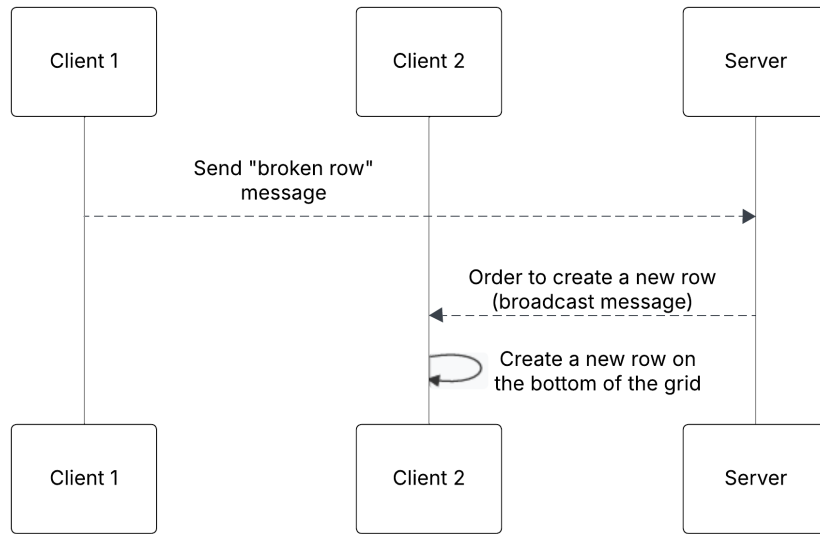 Client 1
Client 2
Server
Send "broken row"
message
Order to create a new row
(broadcast message)
Create a new row on
the bottom of the grid
Client 1
Client 2
Server